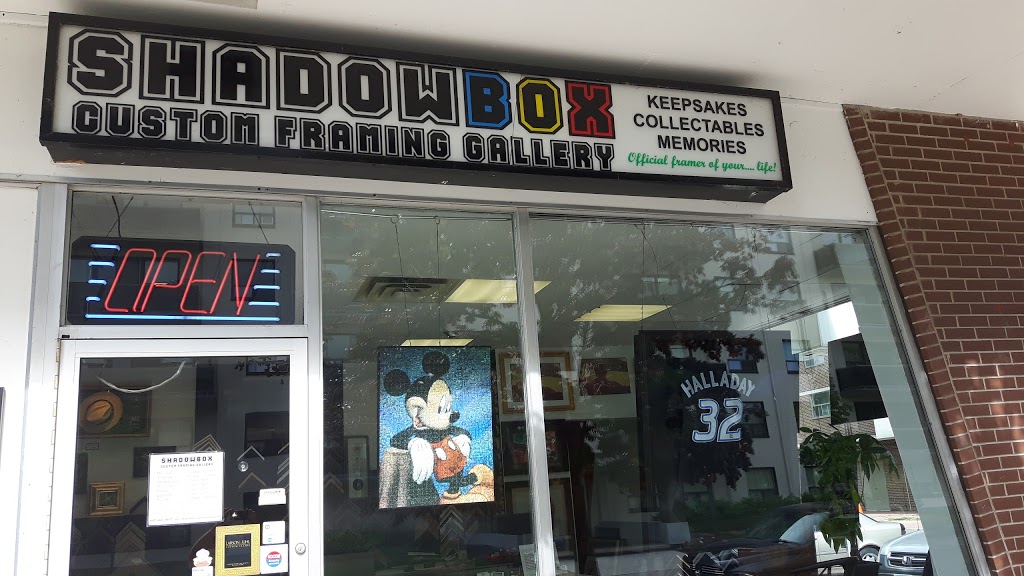 SHADOWBOX
CUSTOM FRAMING GALLERY
KEEPSAKES
COLLECTABLES
MEMORIES
Official framer of your.... life!
OPEN
HALLADAY
32
SHADOWBOX
CUSTOM FRAMING GALLERY